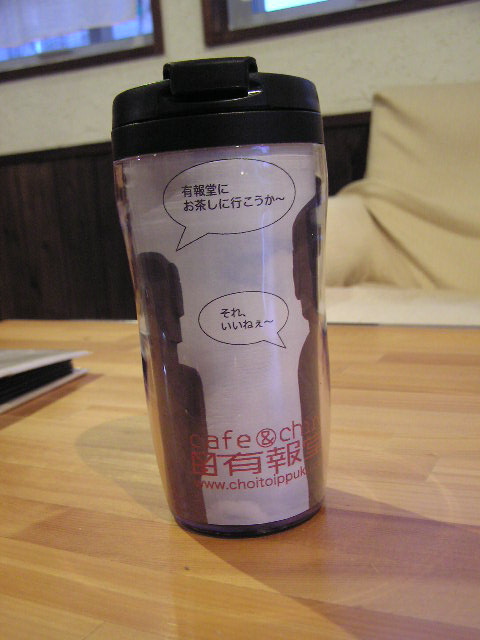 有報堂に
お茶しに行こうか〜
それ、
いいねぇ〜
cafe & ch
有報堂
www.choitoippuk